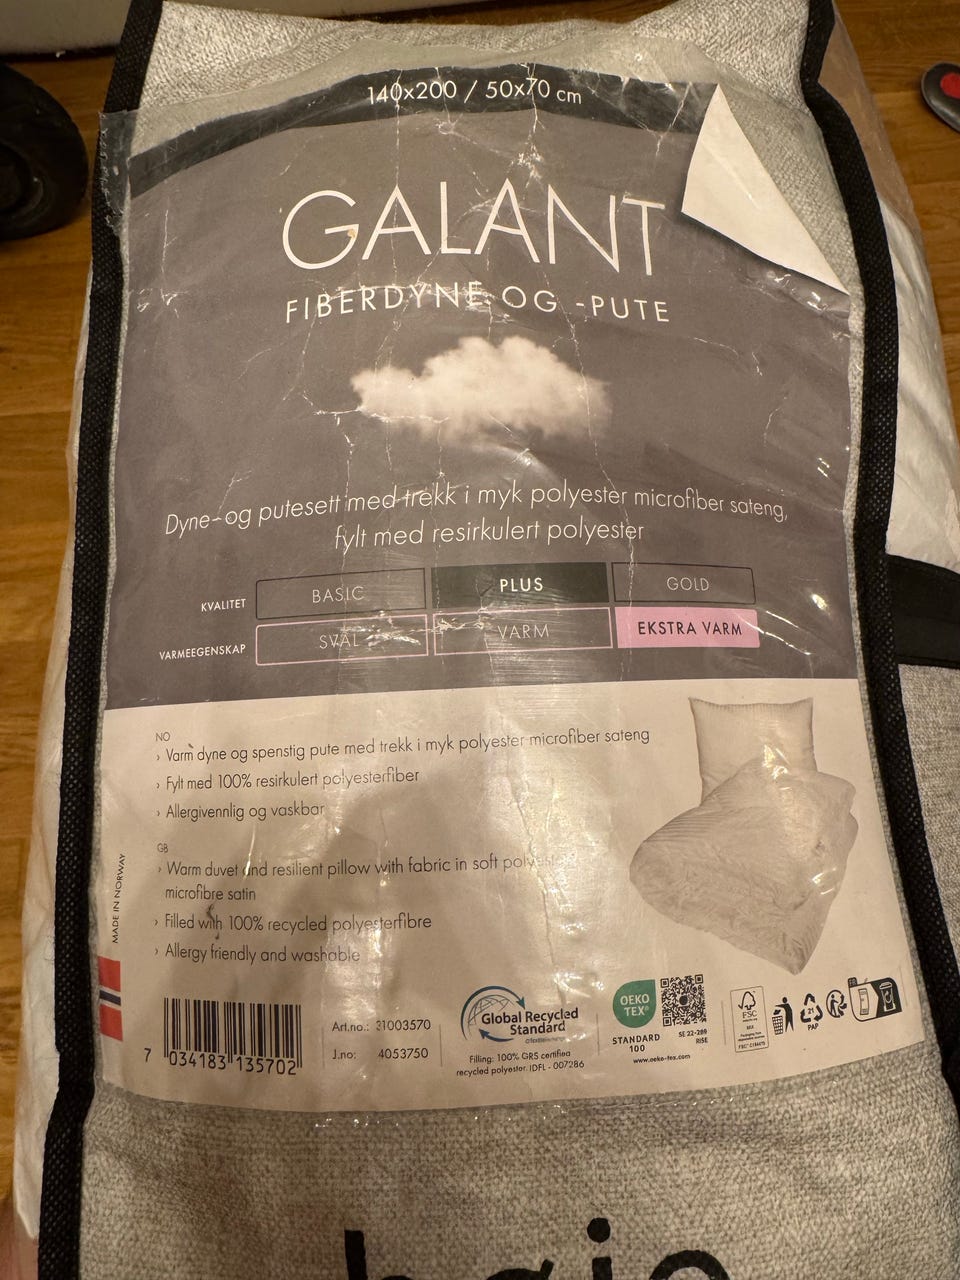 140x200 / 50x70 cm
GALANT
FIBERDYNE OG -PUTE
Dyne- og putesett med trekk i myk polyester microfiber sateng,
fylt med resirkulert polyester
KVALITET BASIC PLUS GOLD
VARMEEGENSKAP SVAL VARM EKSTRA VARM
NO
› Varm dyne og spenstig pute med trekk i myk polyester microfiber sateng
› Fylt med 100% resirkulert polyesterfiber
› Allergivennlig og vaskbar
GB
› Warm duvet and resilient pillow with fabric in soft polyester
microfibre satin
› Filled with 100% recycled polyesterfibre
› Allergy friendly and washable
MADE IN NORWAY
7 034183 135702
Art.no.: 31003570
J.no: 4053750
Global Recycled
Standard
Filling: 100% GRS certified
recycled polyester. IDFL - 007286
OEKO
TEX®
STANDARD
100
SE 22-289
RISE
www.oeko-tex.com
FSC
MIX
21
PAP
høie